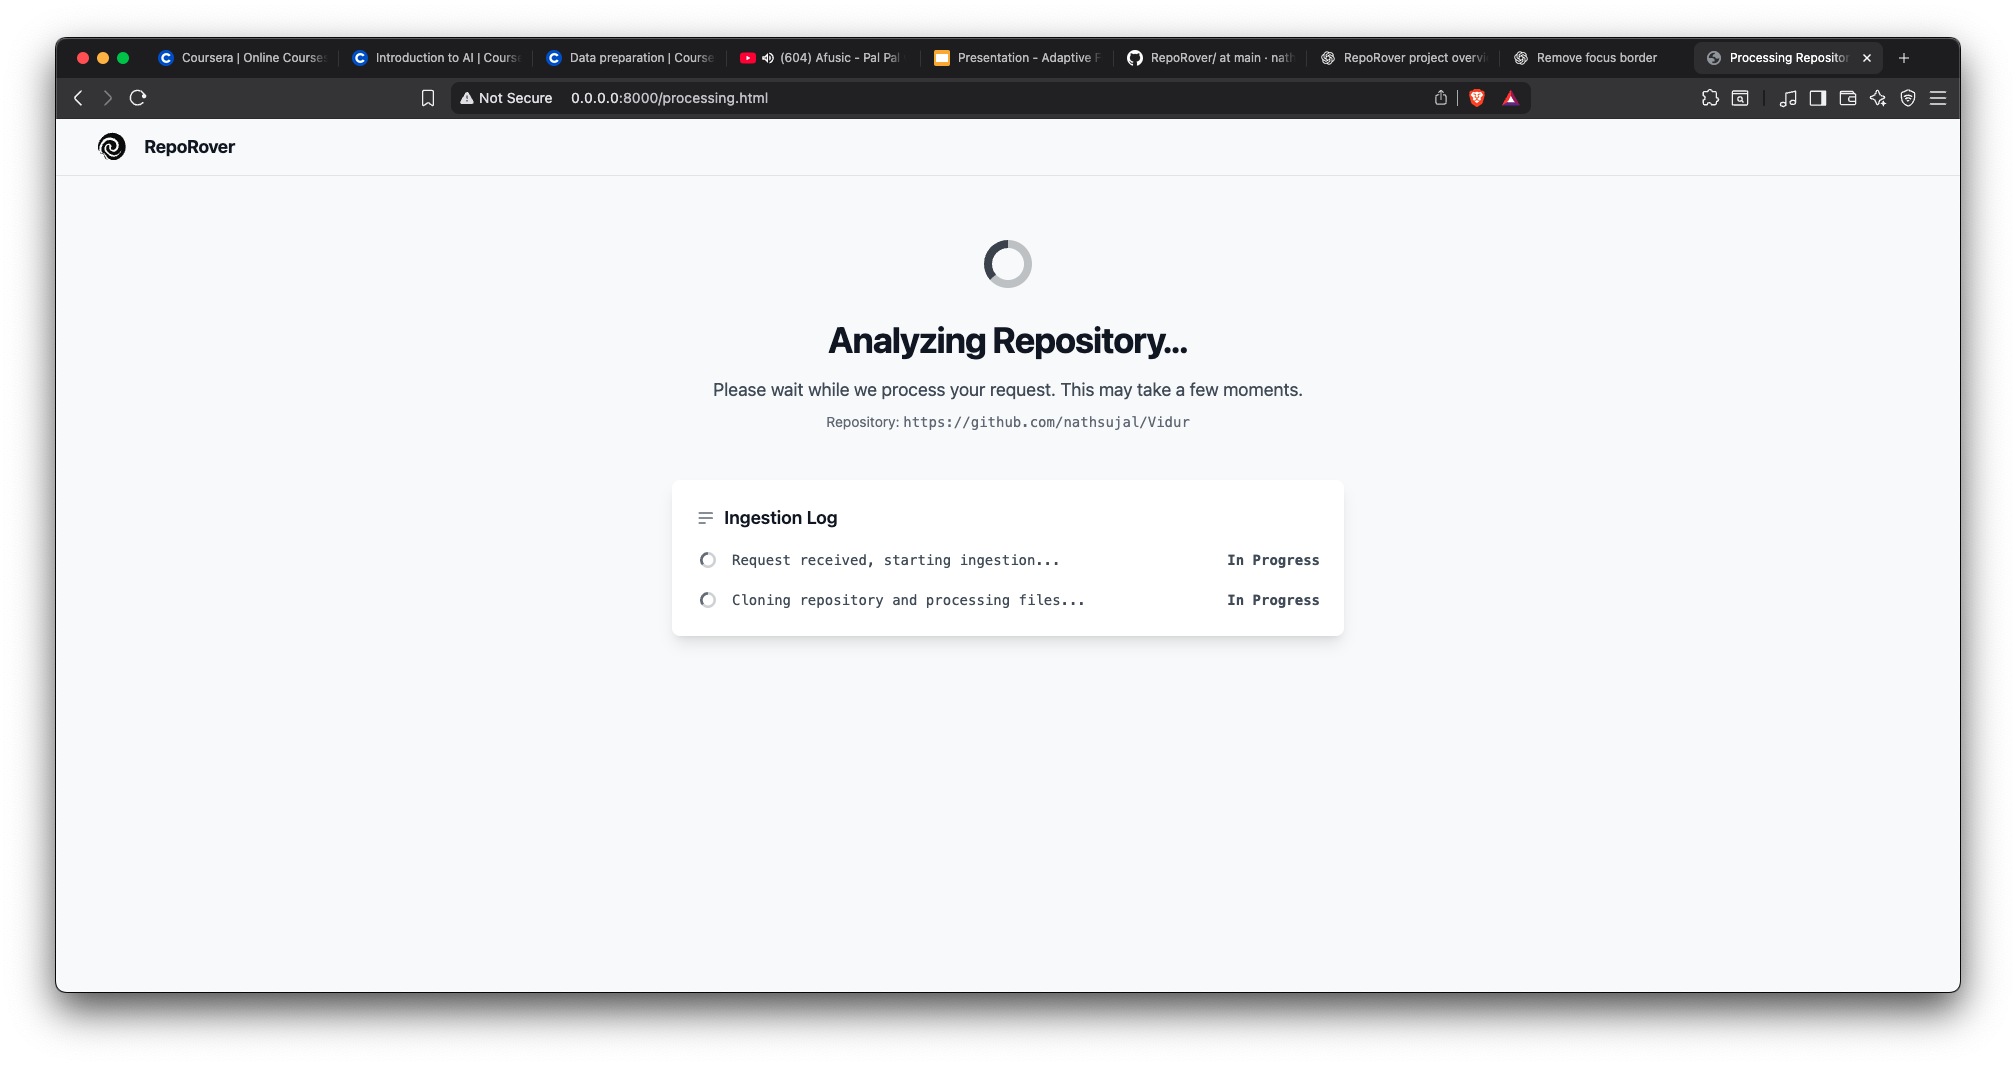 Coursera | Online Courses
Introduction to AI | Cours
Data preparation | Course
(604) Afusic - Pal Pal
Presentation - Adaptive
RepoRover/ at main · nath
RepoRover project overvi
Remove focus border
Processing Repositor
Not Secure
0.0.0.0:8000/processing.html
RepoRover
Analyzing Repository...
Please wait while we process your request. This may take a few moments.
Repository: https://github.com/nathsujal/Vidur
Ingestion Log
Request received, starting ingestion... In Progress
Cloning repository and processing files... In Progress